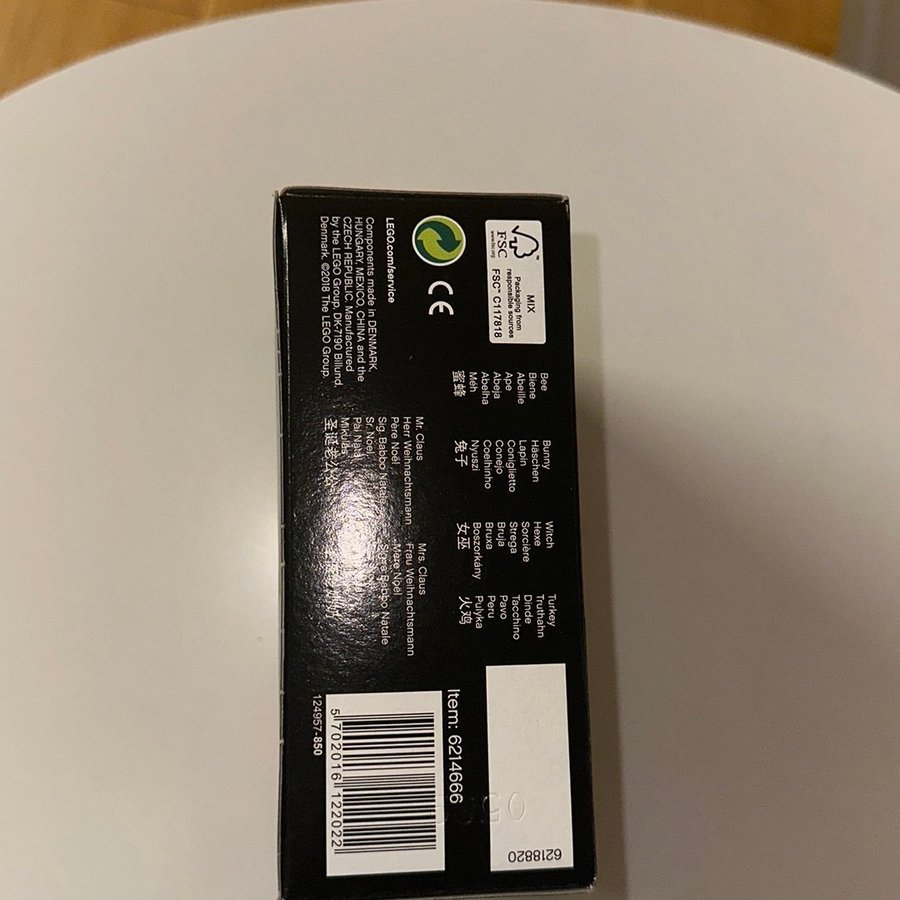 FSC
www.fsc.org
MIX
Packaging from
responsible sources
FSC™ C117818
CE
LEGO.com/service
Components made in DENMARK,
HUNGARY, MEXICO, CHINA and the
CZECH REPUBLIC. Manufactured
by the LEGO Group, DK-7190 Billund,
Denmark. ©2018 The LEGO Group.
Bee
Biene
Abeille
Ape
Abeja
Abelha
Méh
蜜蜂
Bunny
Häschen
Lapin
Coniglietto
Conejo
Coelhinho
Nyuszi
兔子
Witch
Hexe
Sorcière
Strega
Bruja
Bruxa
Boszorkány
女巫
Turkey
Truthahn
Dinde
Tacchino
Pavo
Peru
Pulyka
火鸡
Mr. Claus
Herr Weihnachtsmann
Père Noël
Sig. Babbo Natale
Sr. Noel
Pai Natal
Mikulás
圣诞老公公
Mrs. Claus
Frau Weihnachtsmann
Mère Noël
Sig.ra Babbo Natale
6218820
Item: 6214666
5 702016 122022
124957-850